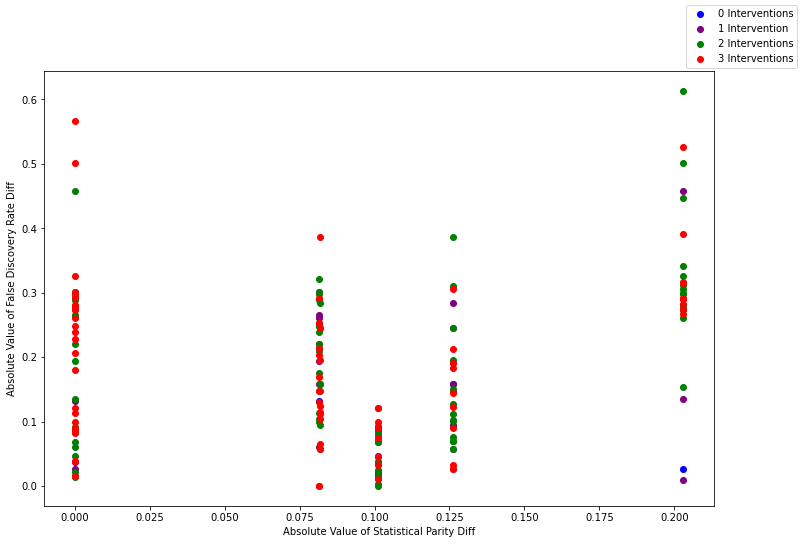 0 Interventions
1 Intervention
2 Interventions
3 Interventions
0.6
0.5
0.4
0.3
0.2
0.1
0.0
Absolute Value of False Discovery Rate Diff
0.000
0.025
0.050
0.075
0.100
0.125
0.150
0.175
0.200
Absolute Value of Statistical Parity Diff